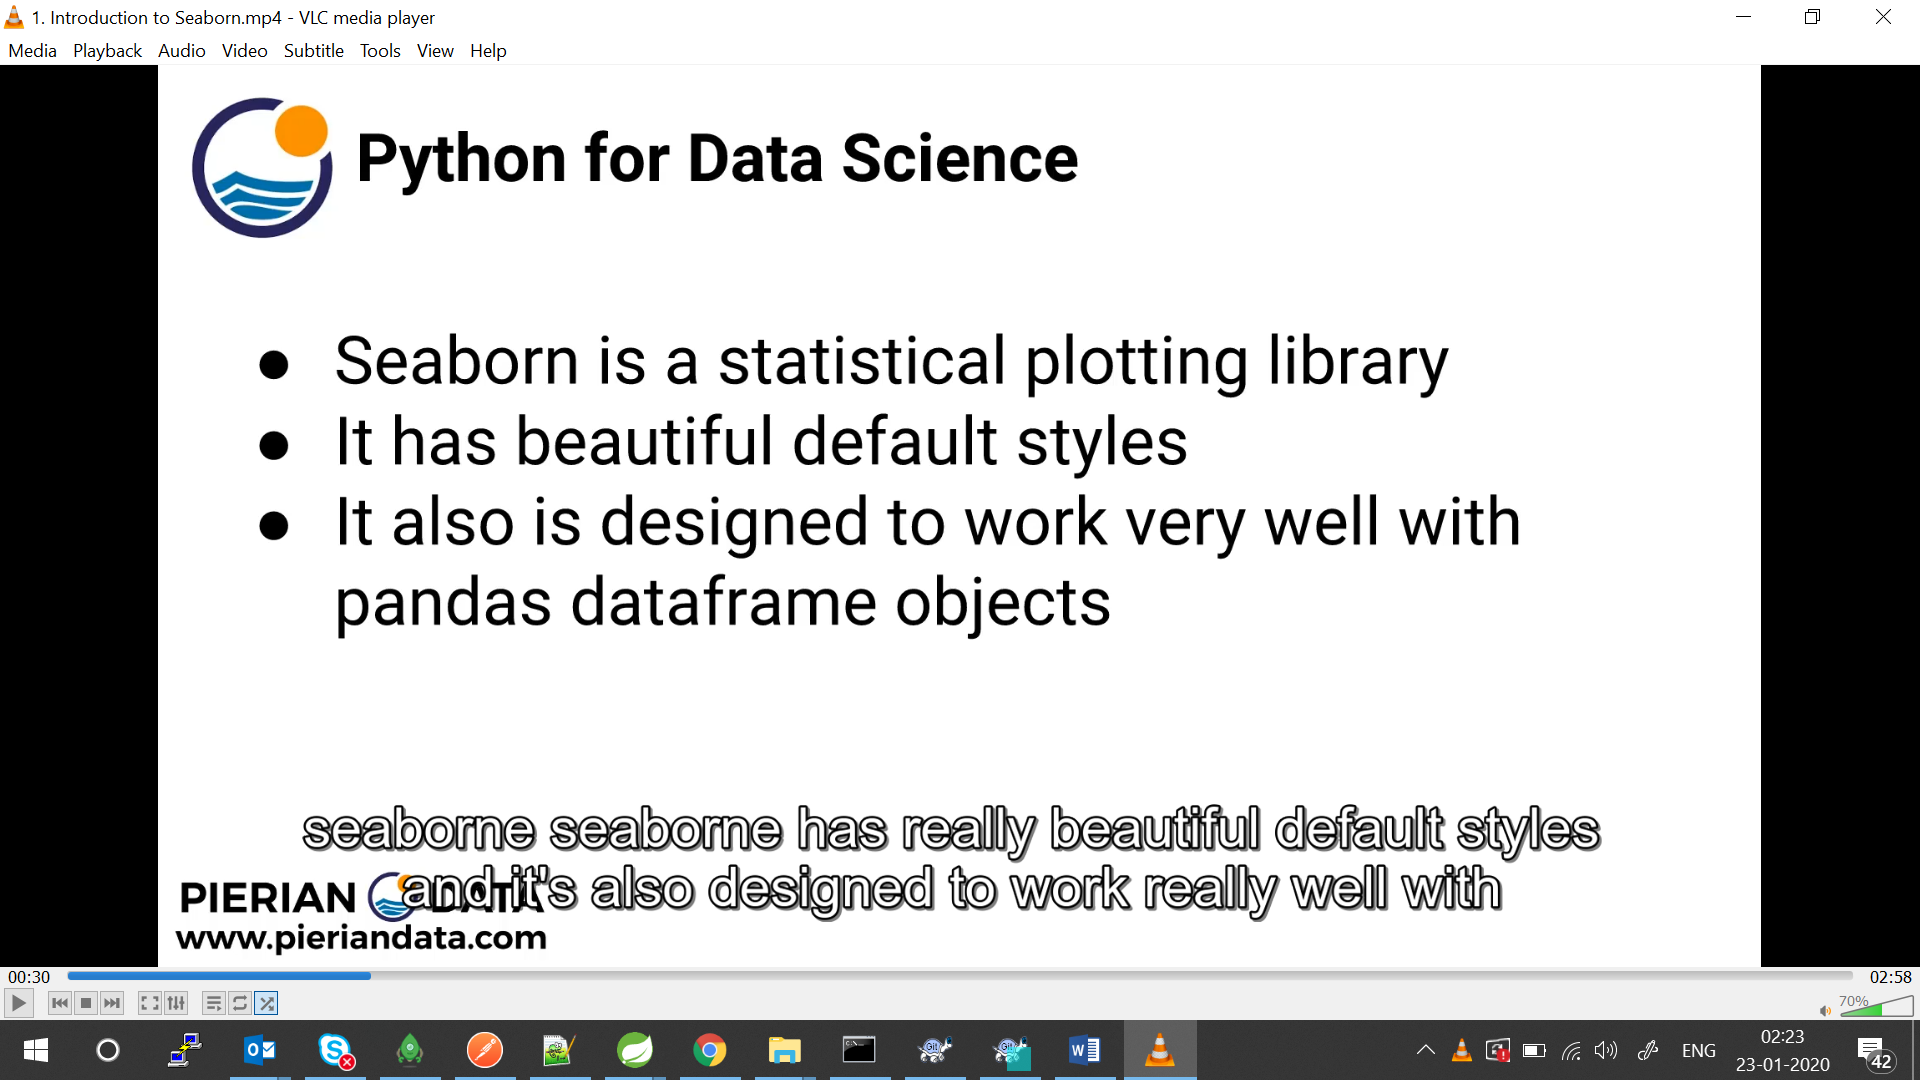 1. Introduction to Seaborn.mp4 - VLC media player
Media Playback Audio Video Subtitle Tools View Help
Python for Data Science
● Seaborn is a statistical plotting library
● It has beautiful default styles
● It also is designed to work very well with
pandas dataframe objects
seaborne seaborne has really beautiful default styles
and it's also designed to work really well with
PIERIAN DATA
www.pieriandata.com
00:30 02:58
70%
ENG
02:23
23-01-2020
42